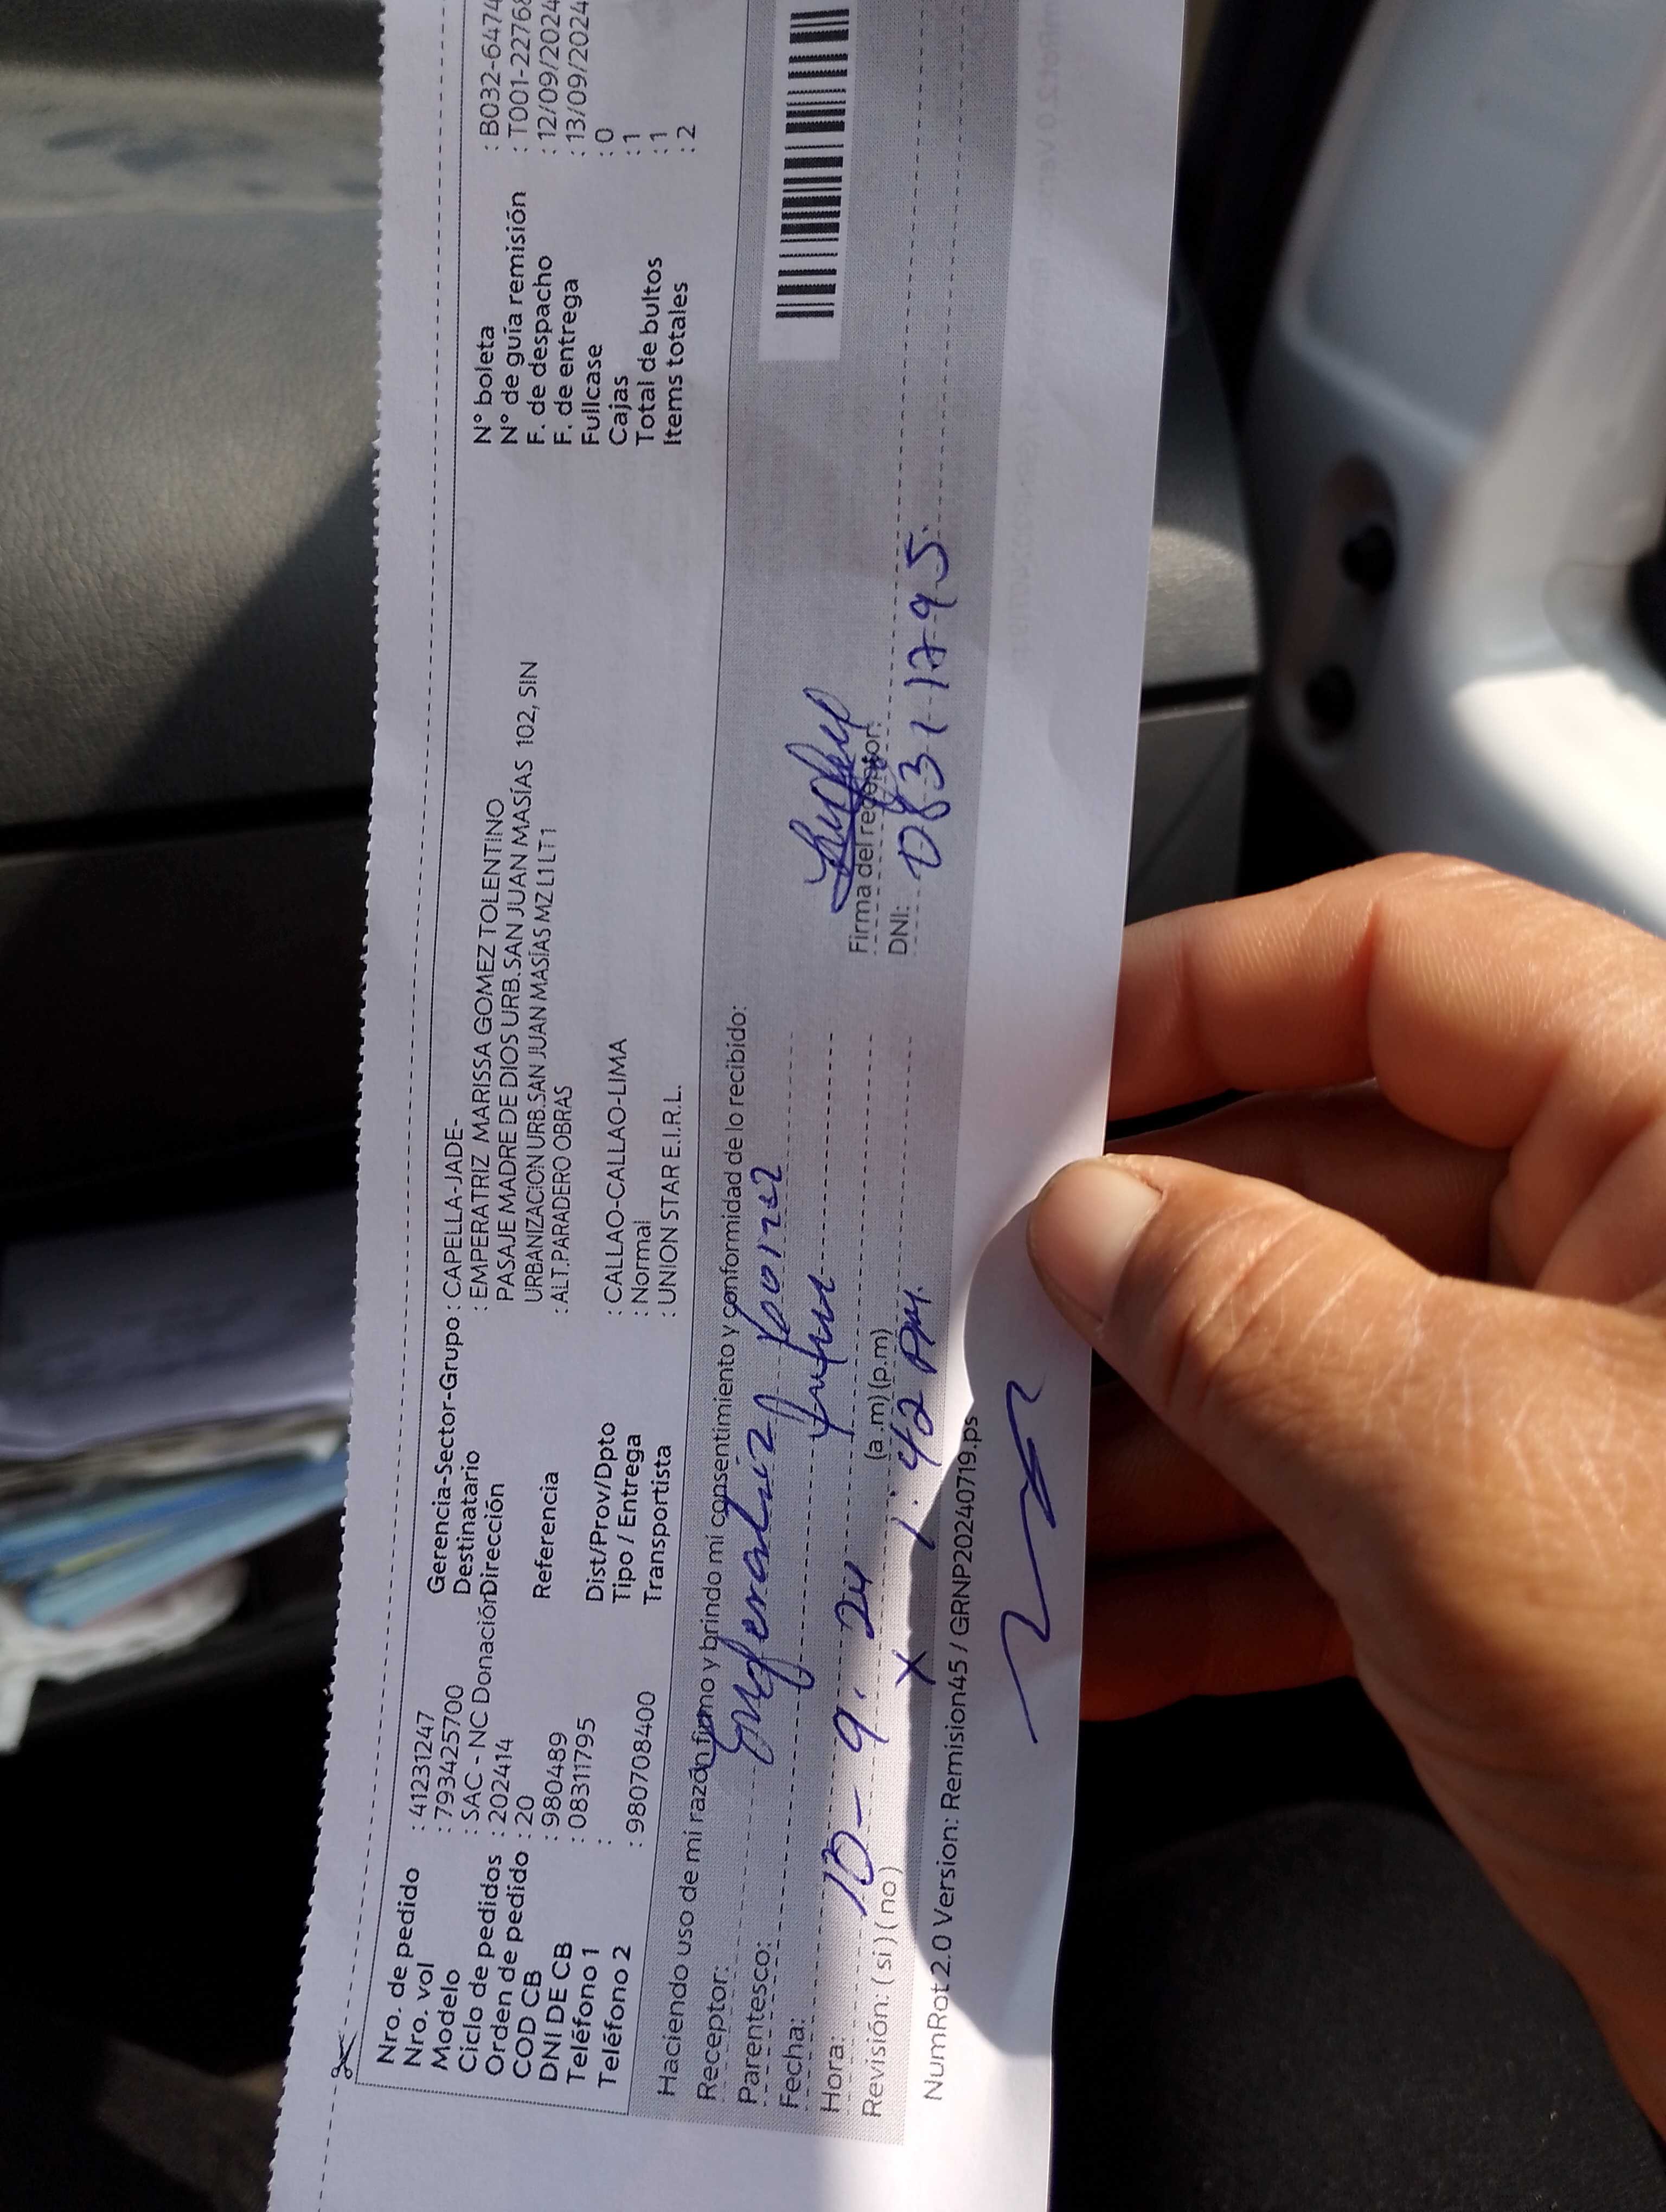 Nro. de pedido : 41231247
Nro. vol : 793425700
Modelo : SAC - NC Donación
Ciclo de pedidos : 202414
Orden de pedido : 20
COD CB : 980489
DNI DE CB : 08311795
Teléfono 1 :
Teléfono 2 : 980708400
Gerencia-Sector-Grupo : CAPELLA-JADE-
Destinatario : EMPERATRIZ MARISSA GOMEZ TOLENTINO
Dirección PASAJE MADRE DE DIOS URB.SAN JUAN MASÍAS 102, SIN
URBANIZACION URB.SAN JUAN MASÍAS MZ L1 LT1
Referencia : ALT.PARADERO OBRAS
Dist/Prov/Dpto : CALLAO-CALLAO-LIMA
Tipo / Entrega : Normal
Transportista : UNION STAR E.I.R.L.
N° boleta : B032-6474
N° de guía remisión : T001-22768
F. de despacho : 12/09/2024
F. de entrega : 13/09/2024
Fullcase : 0
Cajas : 1
Total de bultos : 1
Items totales : 2
Haciendo uso de mi razón firmo y brindo mi consentimiento y conformidad de lo recibido:
Receptor:
Parentesco:
Fecha: 13 - 9. 24
Hora: (a.m) (p.m)
Revisión: ( si ) ( no ) x 1:42 pm.
Firma del receptor:
DNI: 08311795.
NumRot2.0 Version: Remision45 / GRNP20240719.ps